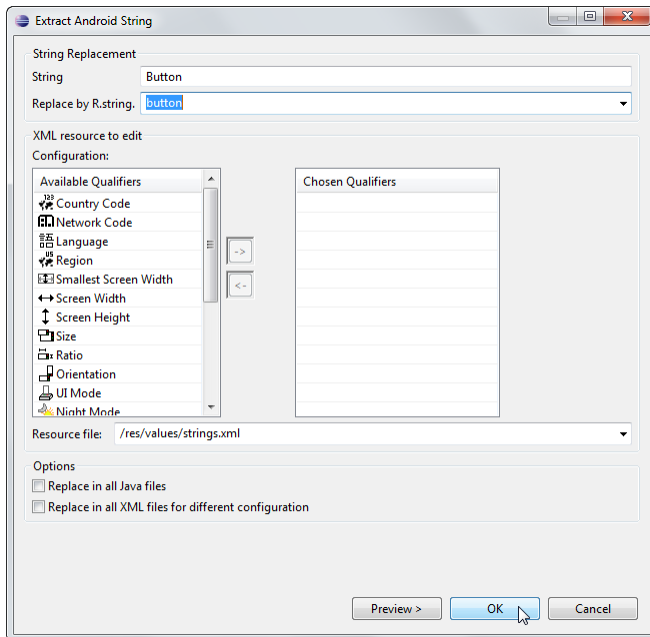 Extract Android String
String Replacement
String Button
Replace by R.string. button
XML resource to edit
Configuration:
Available Qualifiers
Chosen Qualifiers
123 Country Code
Network Code
Language
US Region
Smallest Screen Width
Screen Width
Screen Height
Size
Ratio
Orientation
UI Mode
Night Mode
->
<-
Resource file: /res/values/strings.xml
Options
Replace in all Java files
Replace in all XML files for different configuration
Preview > OK Cancel